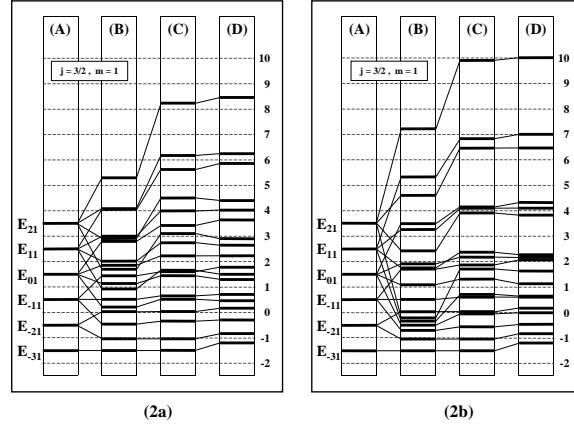 (A) (B) (C) (D)
j = 3/2 , m = 1
10
9
8
7
6
5
4
3
2
1
0
-1
-2
E21
E11
E01
E-11
E-21
E-31
(2a)
(A) (B) (C) (D)
j = 3/2 , m = 1
10
9
8
7
6
5
4
3
2
1
0
-1
-2
E21
E11
E01
E-11
E-21
E-31
(2b)